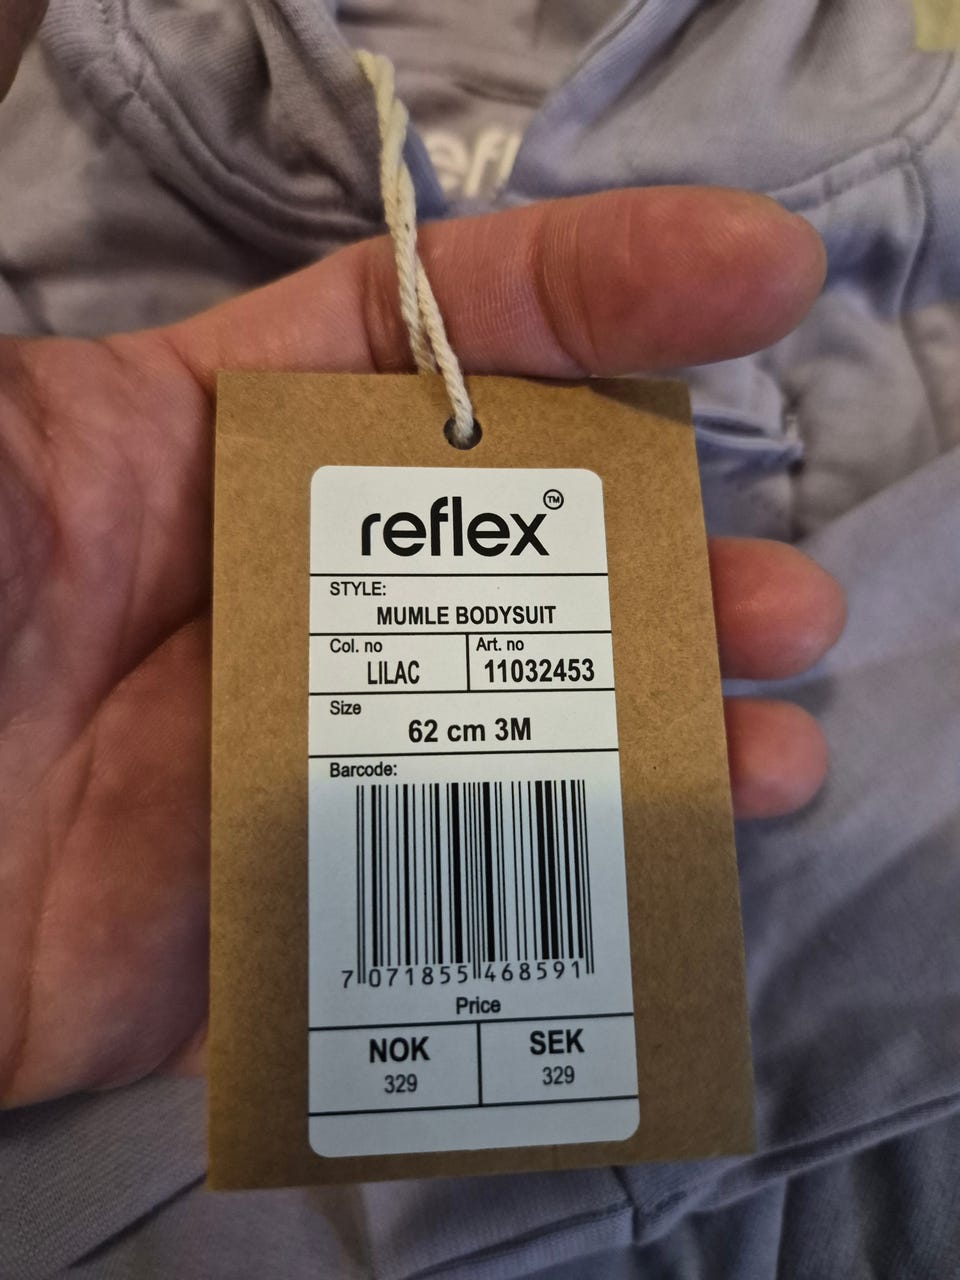 efl
reflex™
STYLE:
MUMLE BODYSUIT
Col. no
LILAC
Art. no
11032453
Size
62 cm 3M
Barcode:
7 071855 468591
Price
NOK
329
SEK
329